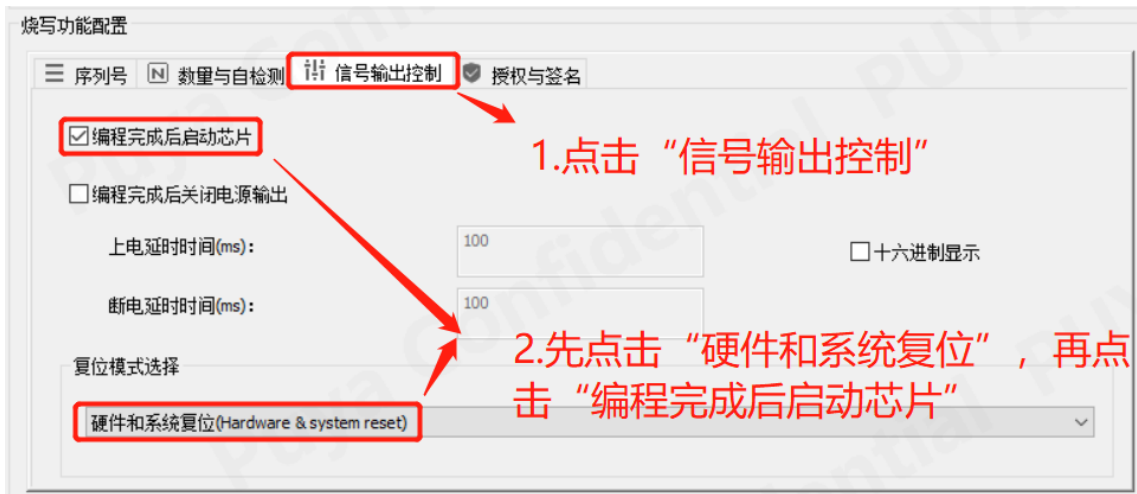 烧写功能配置
序列号 数量与自检测 信号输出控制 授权与签名
编程完成后启动芯片
1.点击“信号输出控制”
编程完成后关闭电源输出
上电延时时间(ms): 100 十六进制显示
断电延时时间(ms): 100
2.先点击“硬件和系统复位”，再点
击“编程完成后启动芯片”
复位模式选择
硬件和系统复位(Hardware & system reset)
Puya Confidential PUYA
Puya Confidential PUYA